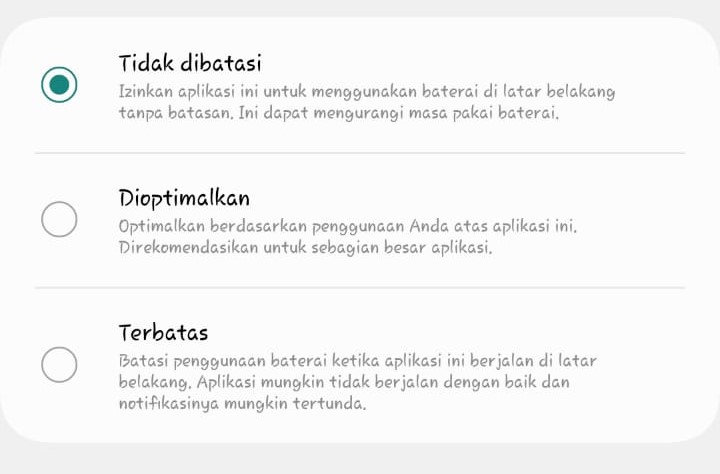 Tidak dibatasi
Izinkan aplikasi ini untuk menggunakan baterai di latar belakang
tanpa batasan. Ini dapat mengurangi masa pakai baterai.
Dioptimalkan
Optimalkan berdasarkan penggunaan Anda atas aplikasi ini.
Direkomendasikan untuk sebagian besar aplikasi.
Terbatas
Batasi penggunaan baterai ketika aplikasi ini berjalan di latar
belakang. Aplikasi mungkin tidak berjalan dengan baik dan
notifikasinya mungkin tertunda.